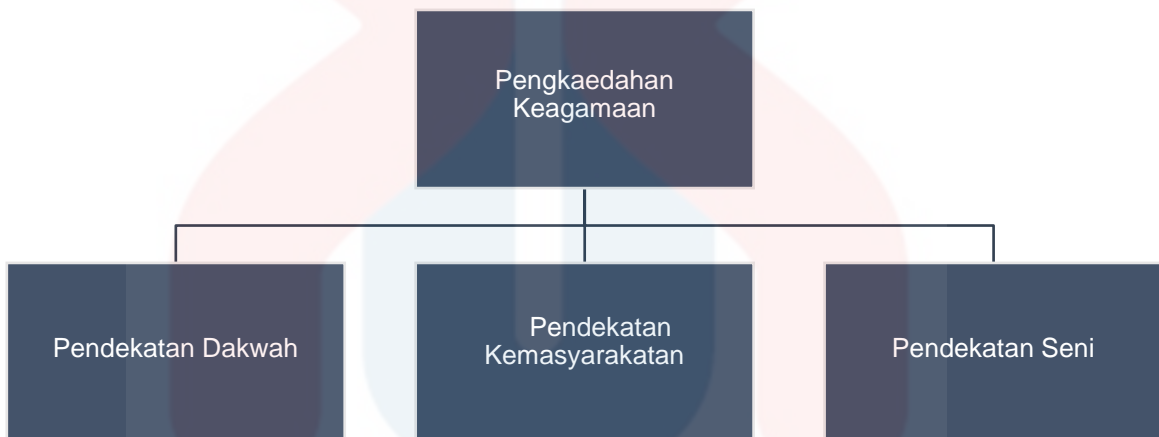 Pengkaedahan
Keagamaan
Pendekatan Dakwah
Pendekatan
Kemasyarakatan
Pendekatan Seni